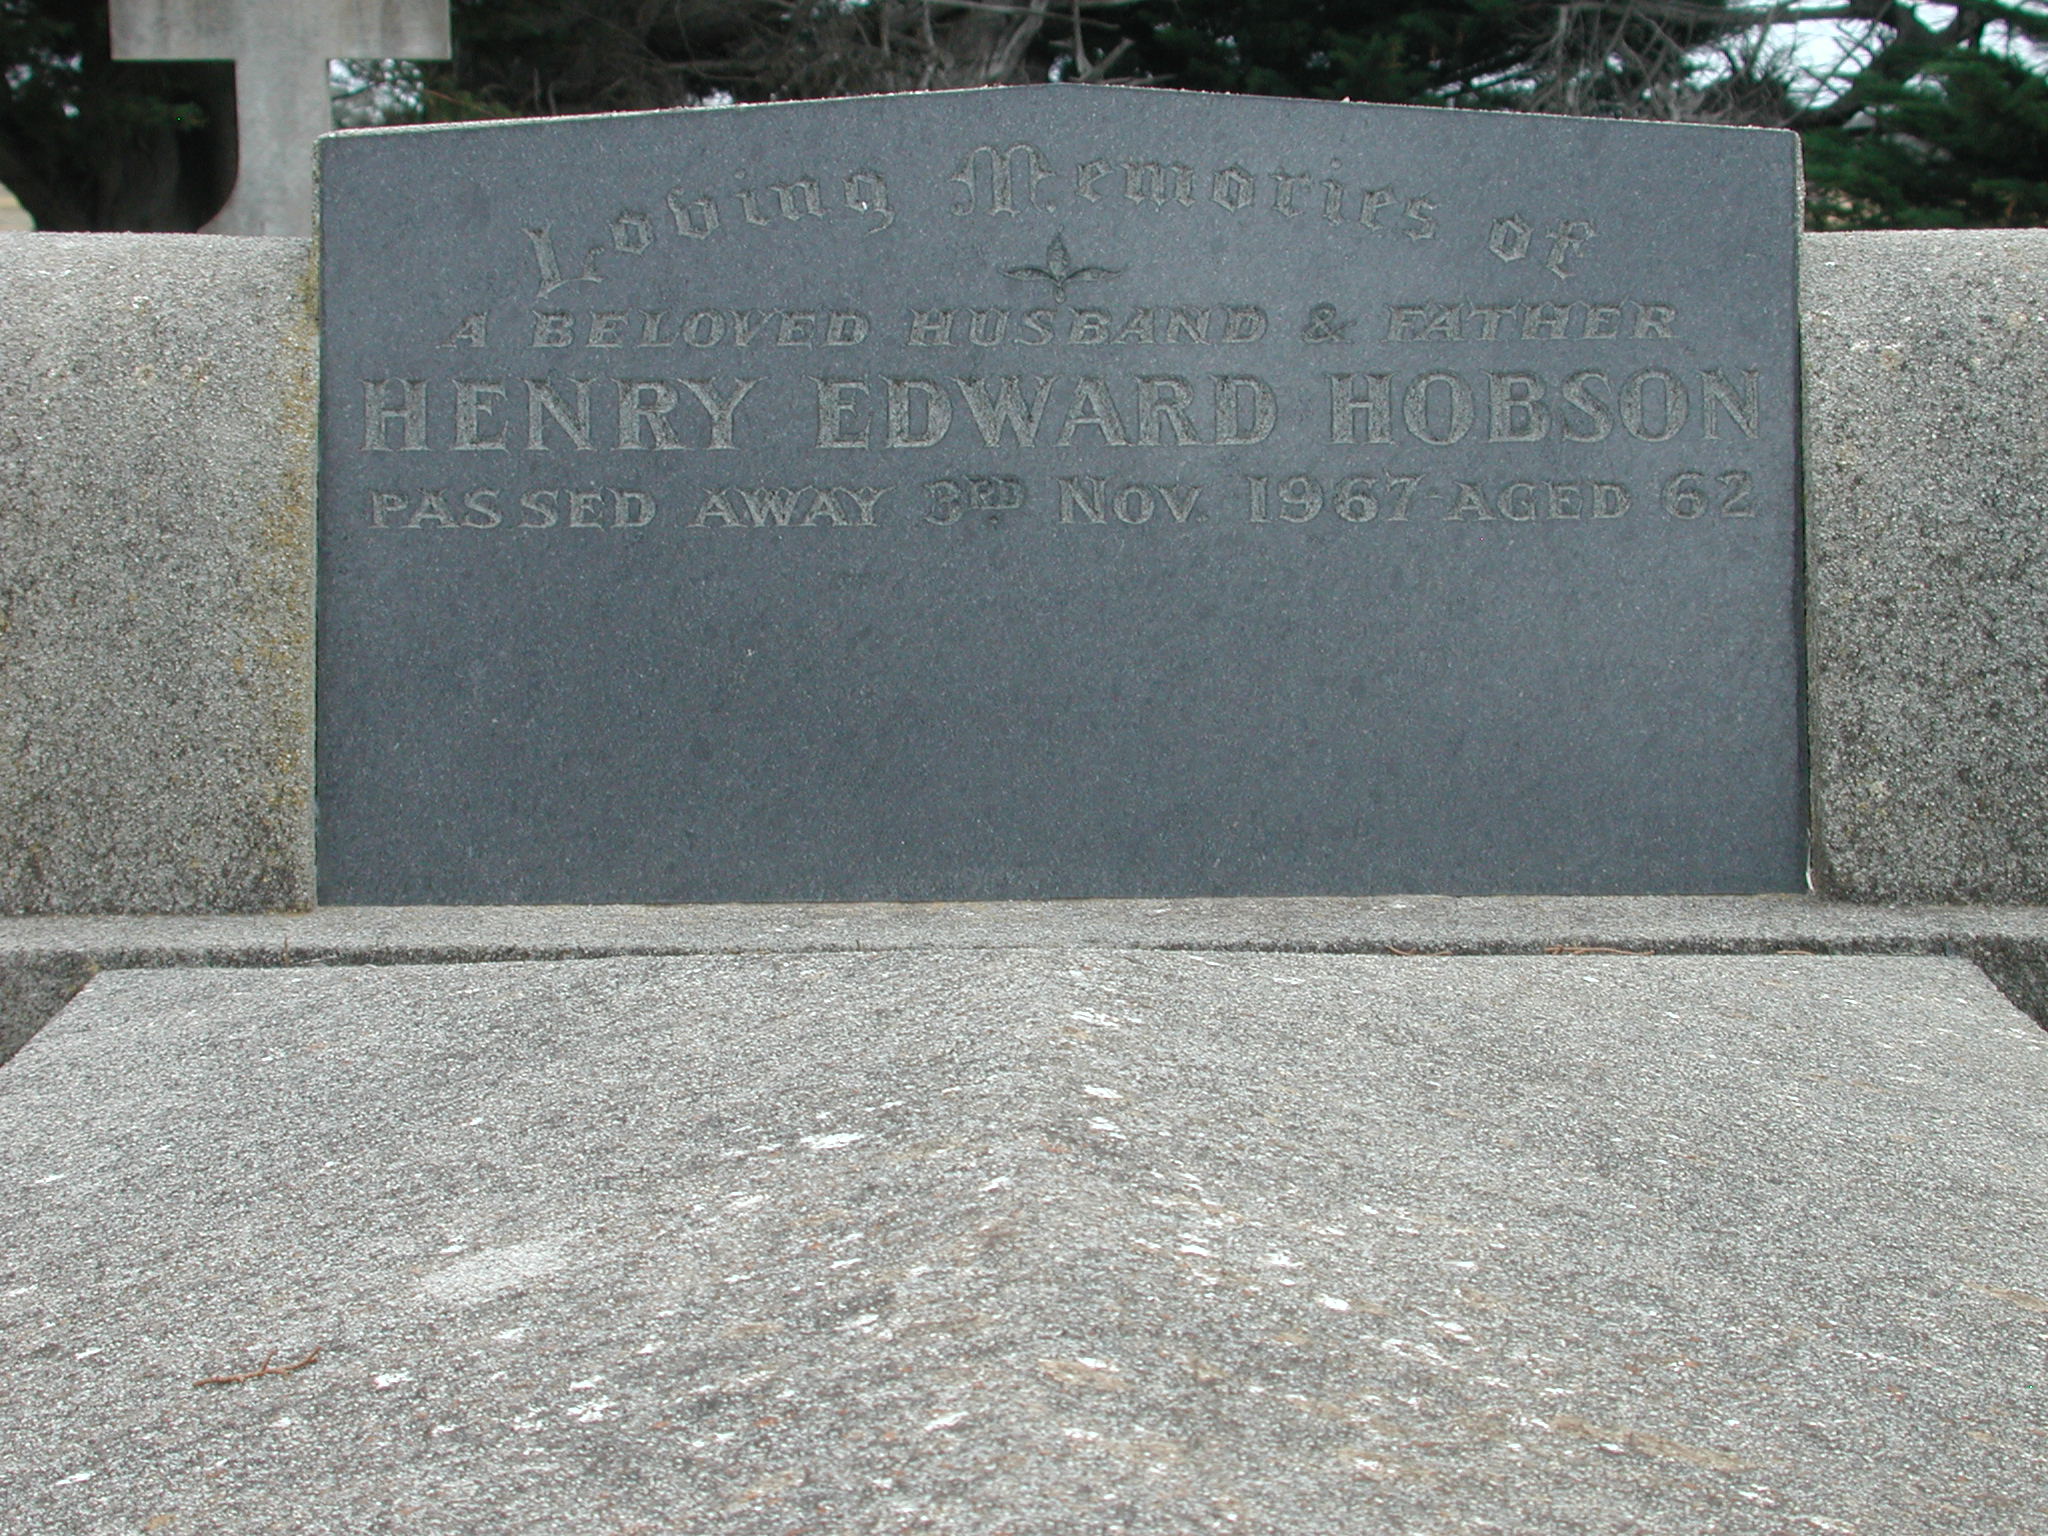 Loving Memories of
A BELOVED HUSBAND & FATHER
HENRY EDWARD HOBSON
PASSED AWAY 3RD NOV. 1967 AGED 62